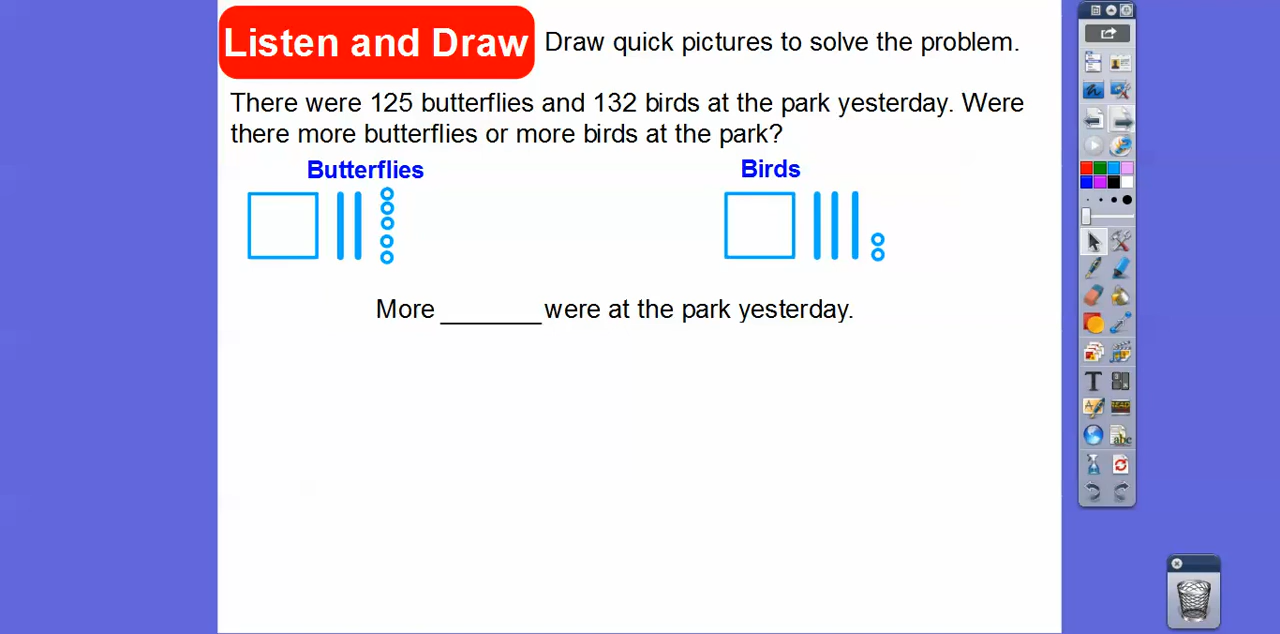 Listen and Draw Draw quick pictures to solve the problem.
There were 125 butterflies and 132 birds at the park yesterday. Were
there more butterflies or more birds at the park?
Butterflies Birds
More _______ were at the park yesterday.